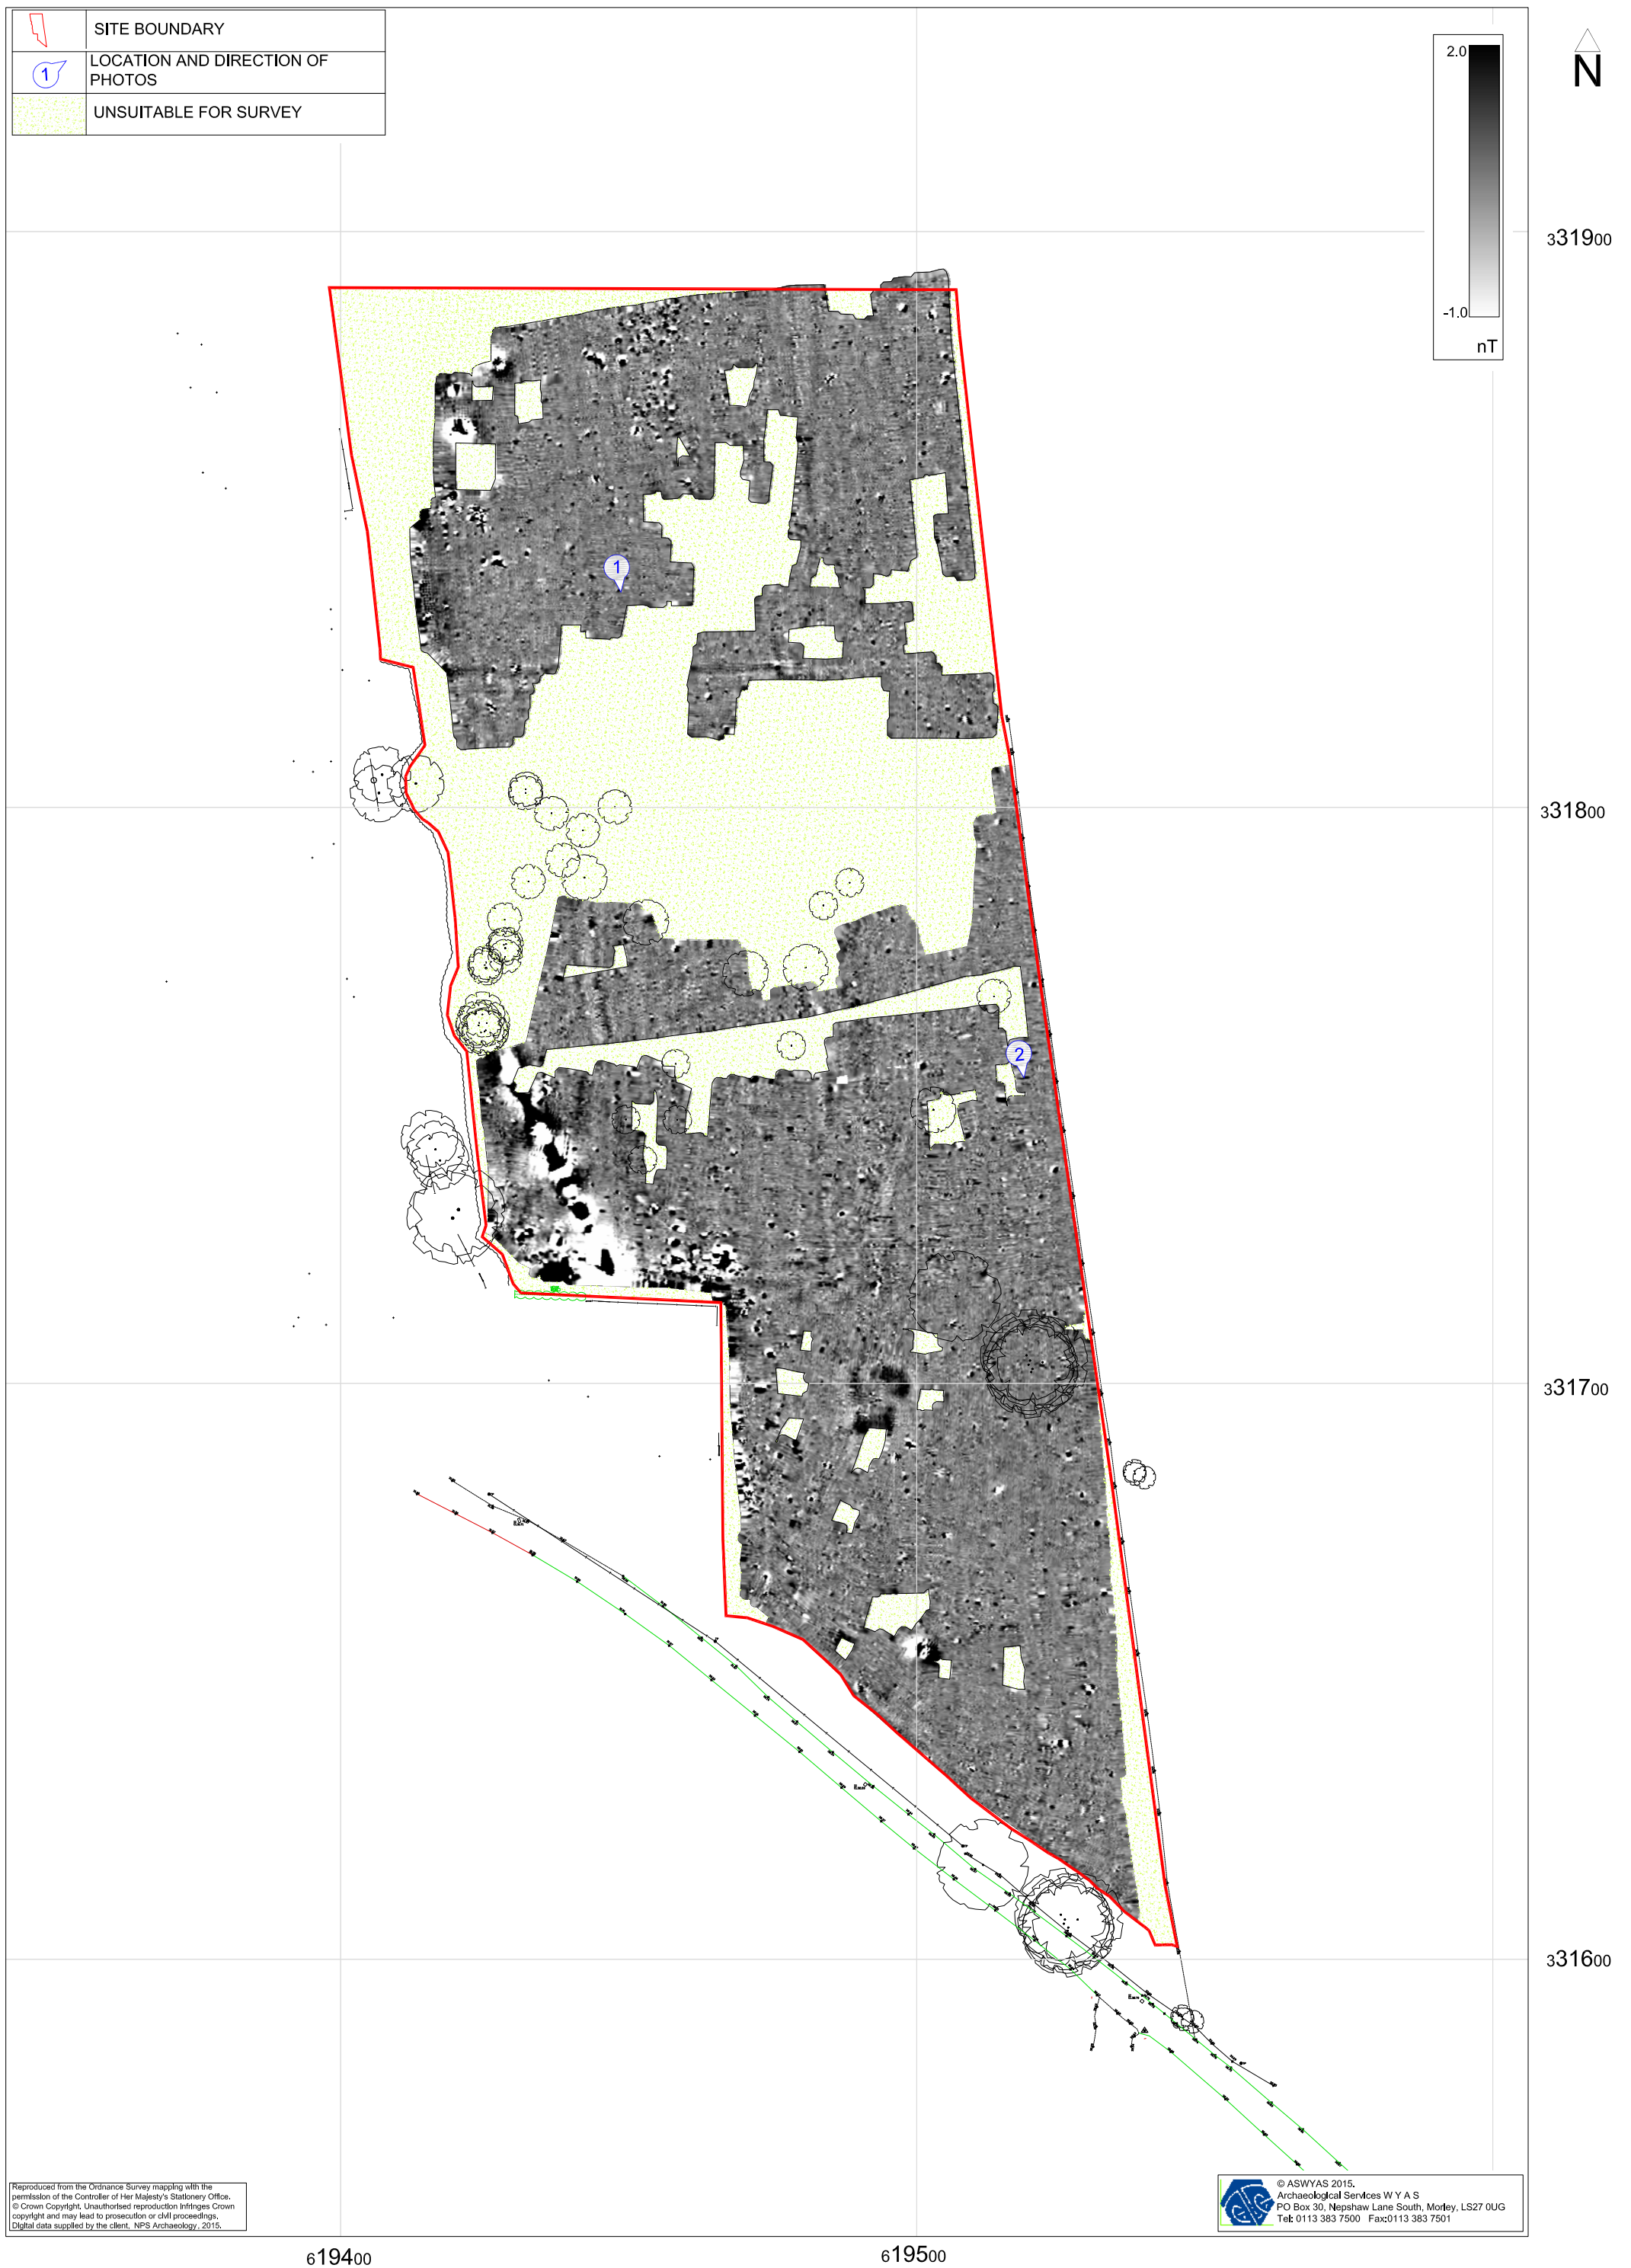 SITE BOUNDARY
LOCATION AND DIRECTION OF
PHOTOS
1
UNSUITABLE FOR SURVEY
2.0
-1.0
nT
N
331900
1
331800
2
331700
331600
Reproduced from the Ordnance Survey mapping with the
permission of the Controller of Her Majesty's Stationery Office.
© Crown Copyright. Unauthorised reproduction infringes Crown
copyright and may lead to prosecution or civil proceedings.
Digital data supplied by the client, NPS Archaeology, 2015.
© ASWYAS 2015.
Archaeological Services W Y A S
PO Box 30, Nepshaw Lane South, Morley, LS27 0UG
Tel: 0113 383 7500 Fax:0113 383 7501
619400
619500